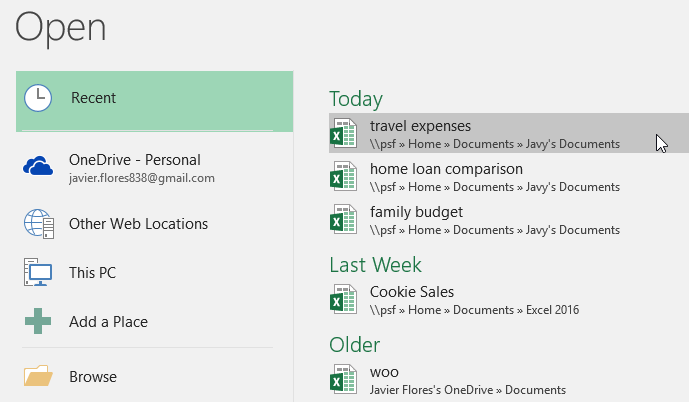 Open
Recent
OneDrive - Personal
javier.flores838@gmail.com
Other Web Locations
This PC
Add a Place
Browse
Today
travel expenses
\\psf » Home » Documents » Javy's Documents
home loan comparison
\\psf » Home » Documents » Javy's Documents
family budget
\\psf » Home » Documents » Javy's Documents
Last Week
Cookie Sales
\\psf » Home » Documents » Excel 2016
Older
woo
Javier Flores's OneDrive » Documents